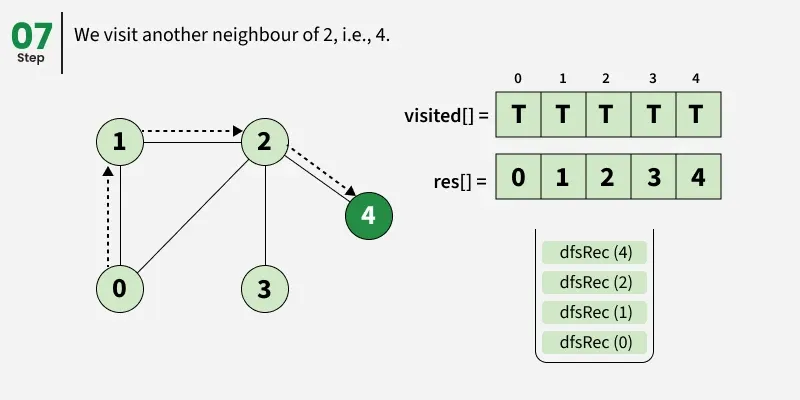 07
Step
We visit another neighbour of 2, i.e., 4.
0 1 2 3 4
visited[] = T T T T T
res[] = 0 1 2 3 4
1 2
4
0 3
dfsRec (4)
dfsRec (2)
dfsRec (1)
dfsRec (0)